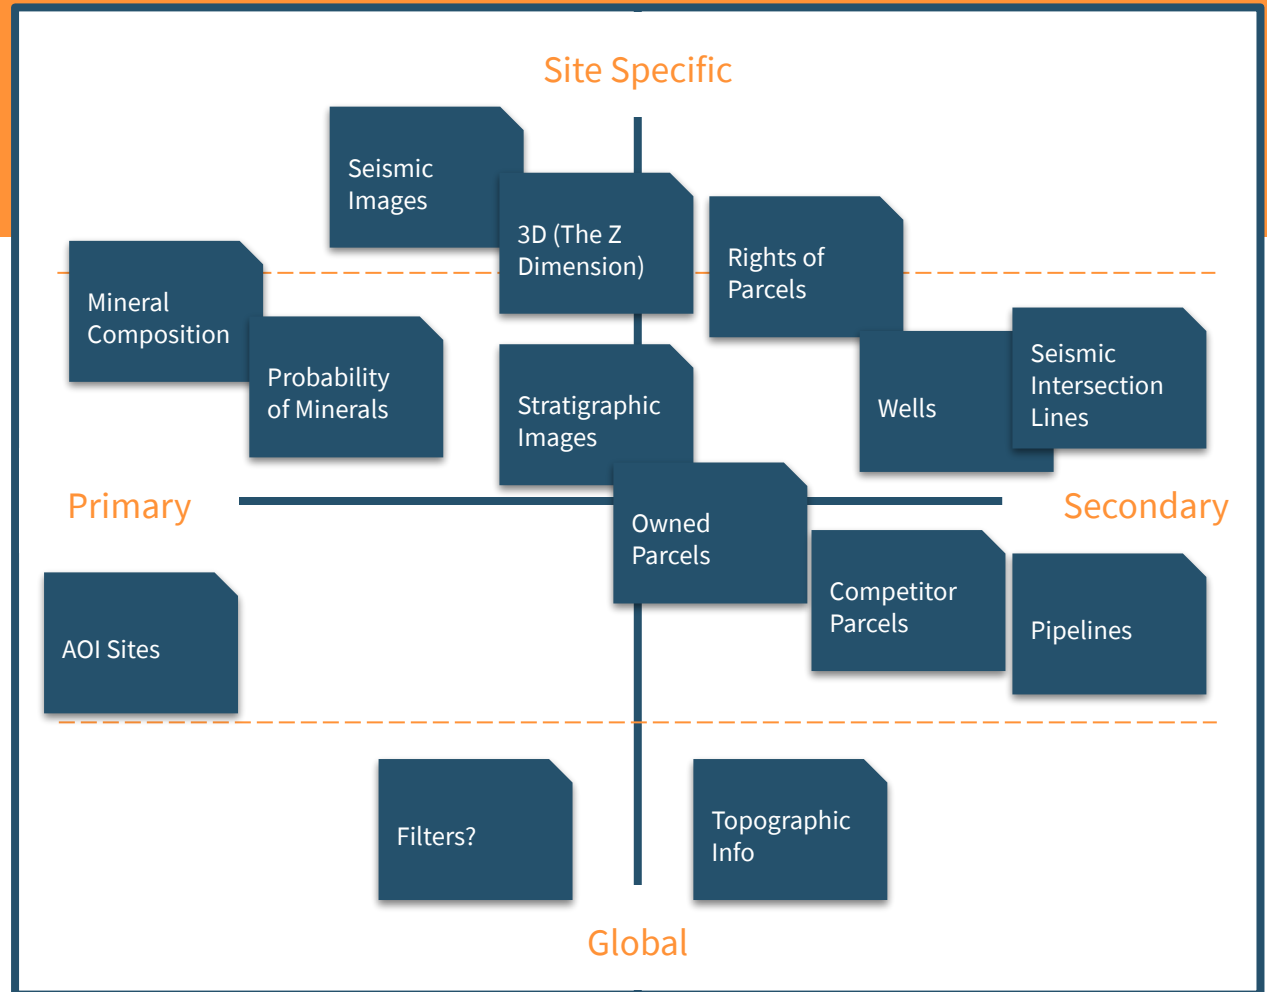 Site Specific
Seismic
Images
3D (The Z
Dimension)
Rights of
Parcels
Mineral
Composition
Probability
of Minerals
Stratigraphic
Images
Wells
Seismic
Intersection
Lines
Primary
Secondary
Owned
Parcels
Competitor
Parcels
Pipelines
AOI Sites
Filters?
Topographic
Info
Global